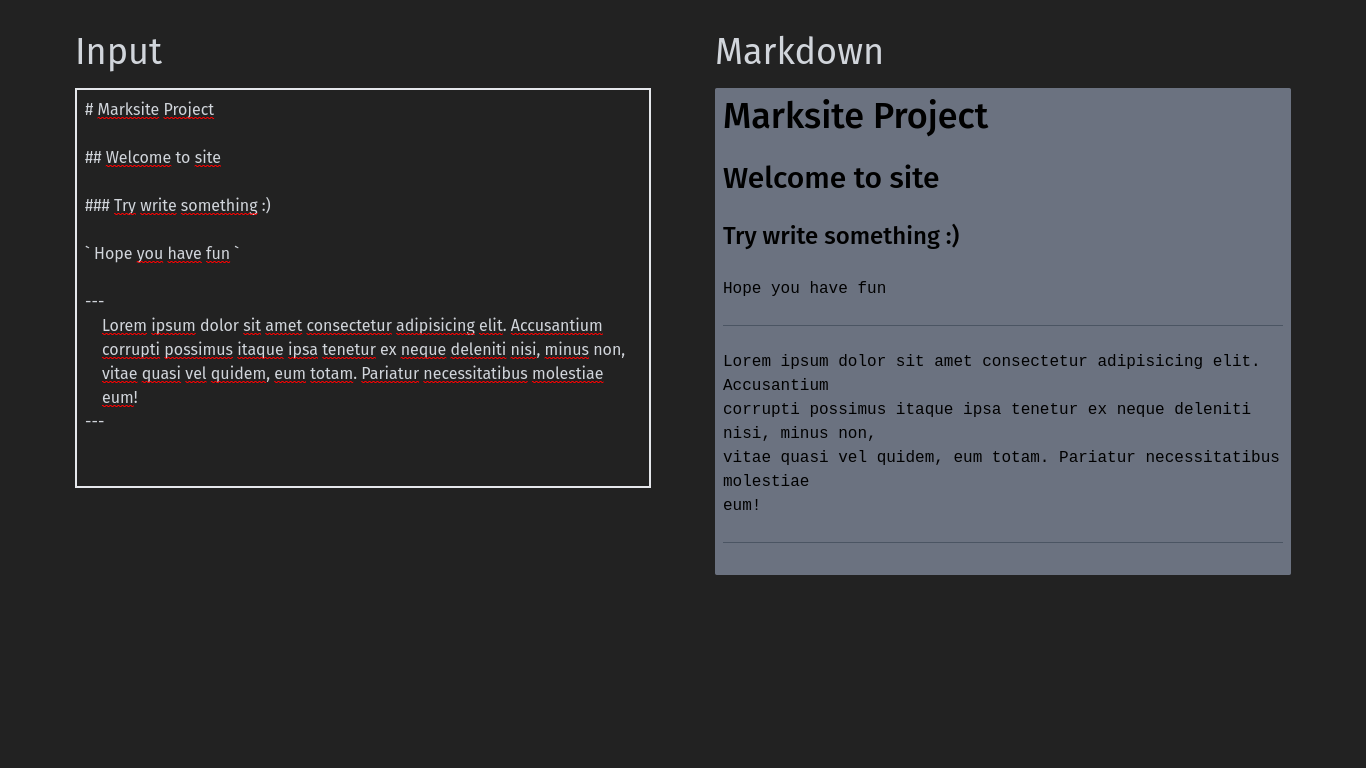 Input
# Marksite Project
## Welcome to site
### Try write something :)
` Hope you have fun `
---
Lorem ipsum dolor sit amet consectetur adipisicing elit. Accusantium
corrupti possimus itaque ipsa tenetur ex neque deleniti nisi, minus non,
vitae quasi vel quidem, eum totam. Pariatur necessitatibus molestiae
eum!
---
Markdown
Marksite Project
Welcome to site
Try write something :)
Hope you have fun
Lorem ipsum dolor sit amet consectetur adipisicing elit.
Accusantium
corrupti possimus itaque ipsa tenetur ex neque deleniti
nisi, minus non,
vitae quasi vel quidem, eum totam. Pariatur necessitatibus
molestiae
eum!